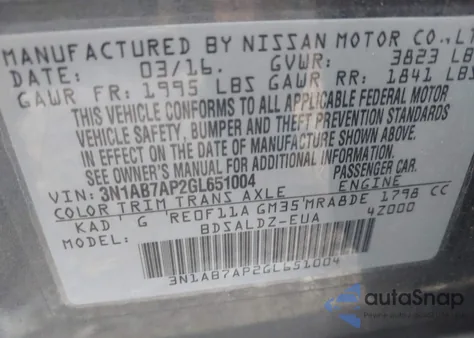 MANUFACTURED BY NISSAN MOTOR CO., LT
DATE: 03/16. GVWR: 3823 LB
GAWR FR: 1995 LBS GAWR RR: 1841 LB
THIS VEHICLE CONFORMS TO ALL APPLICABLE FEDERAL MOTOR
VEHICLE SAFETY, BUMPER AND THEFT PREVENTION STANDARDS
IN EFFECT ON THE DATE OF MANUFACTURE SHOWN ABOVE.
SEE OWNER'S MANUAL FOR ALL DETAILS
VIN: 3N1AB7AP2GL651004 PASSENGER CAR
COLOR TRIM TRANS AXLE ENGINE
KAD G RE0F11A GM35 MRA8DE 1798 CC
MODEL: BDSALDZ-EUA 4Z000
3N1AB7AP2GL651004
autoSnap